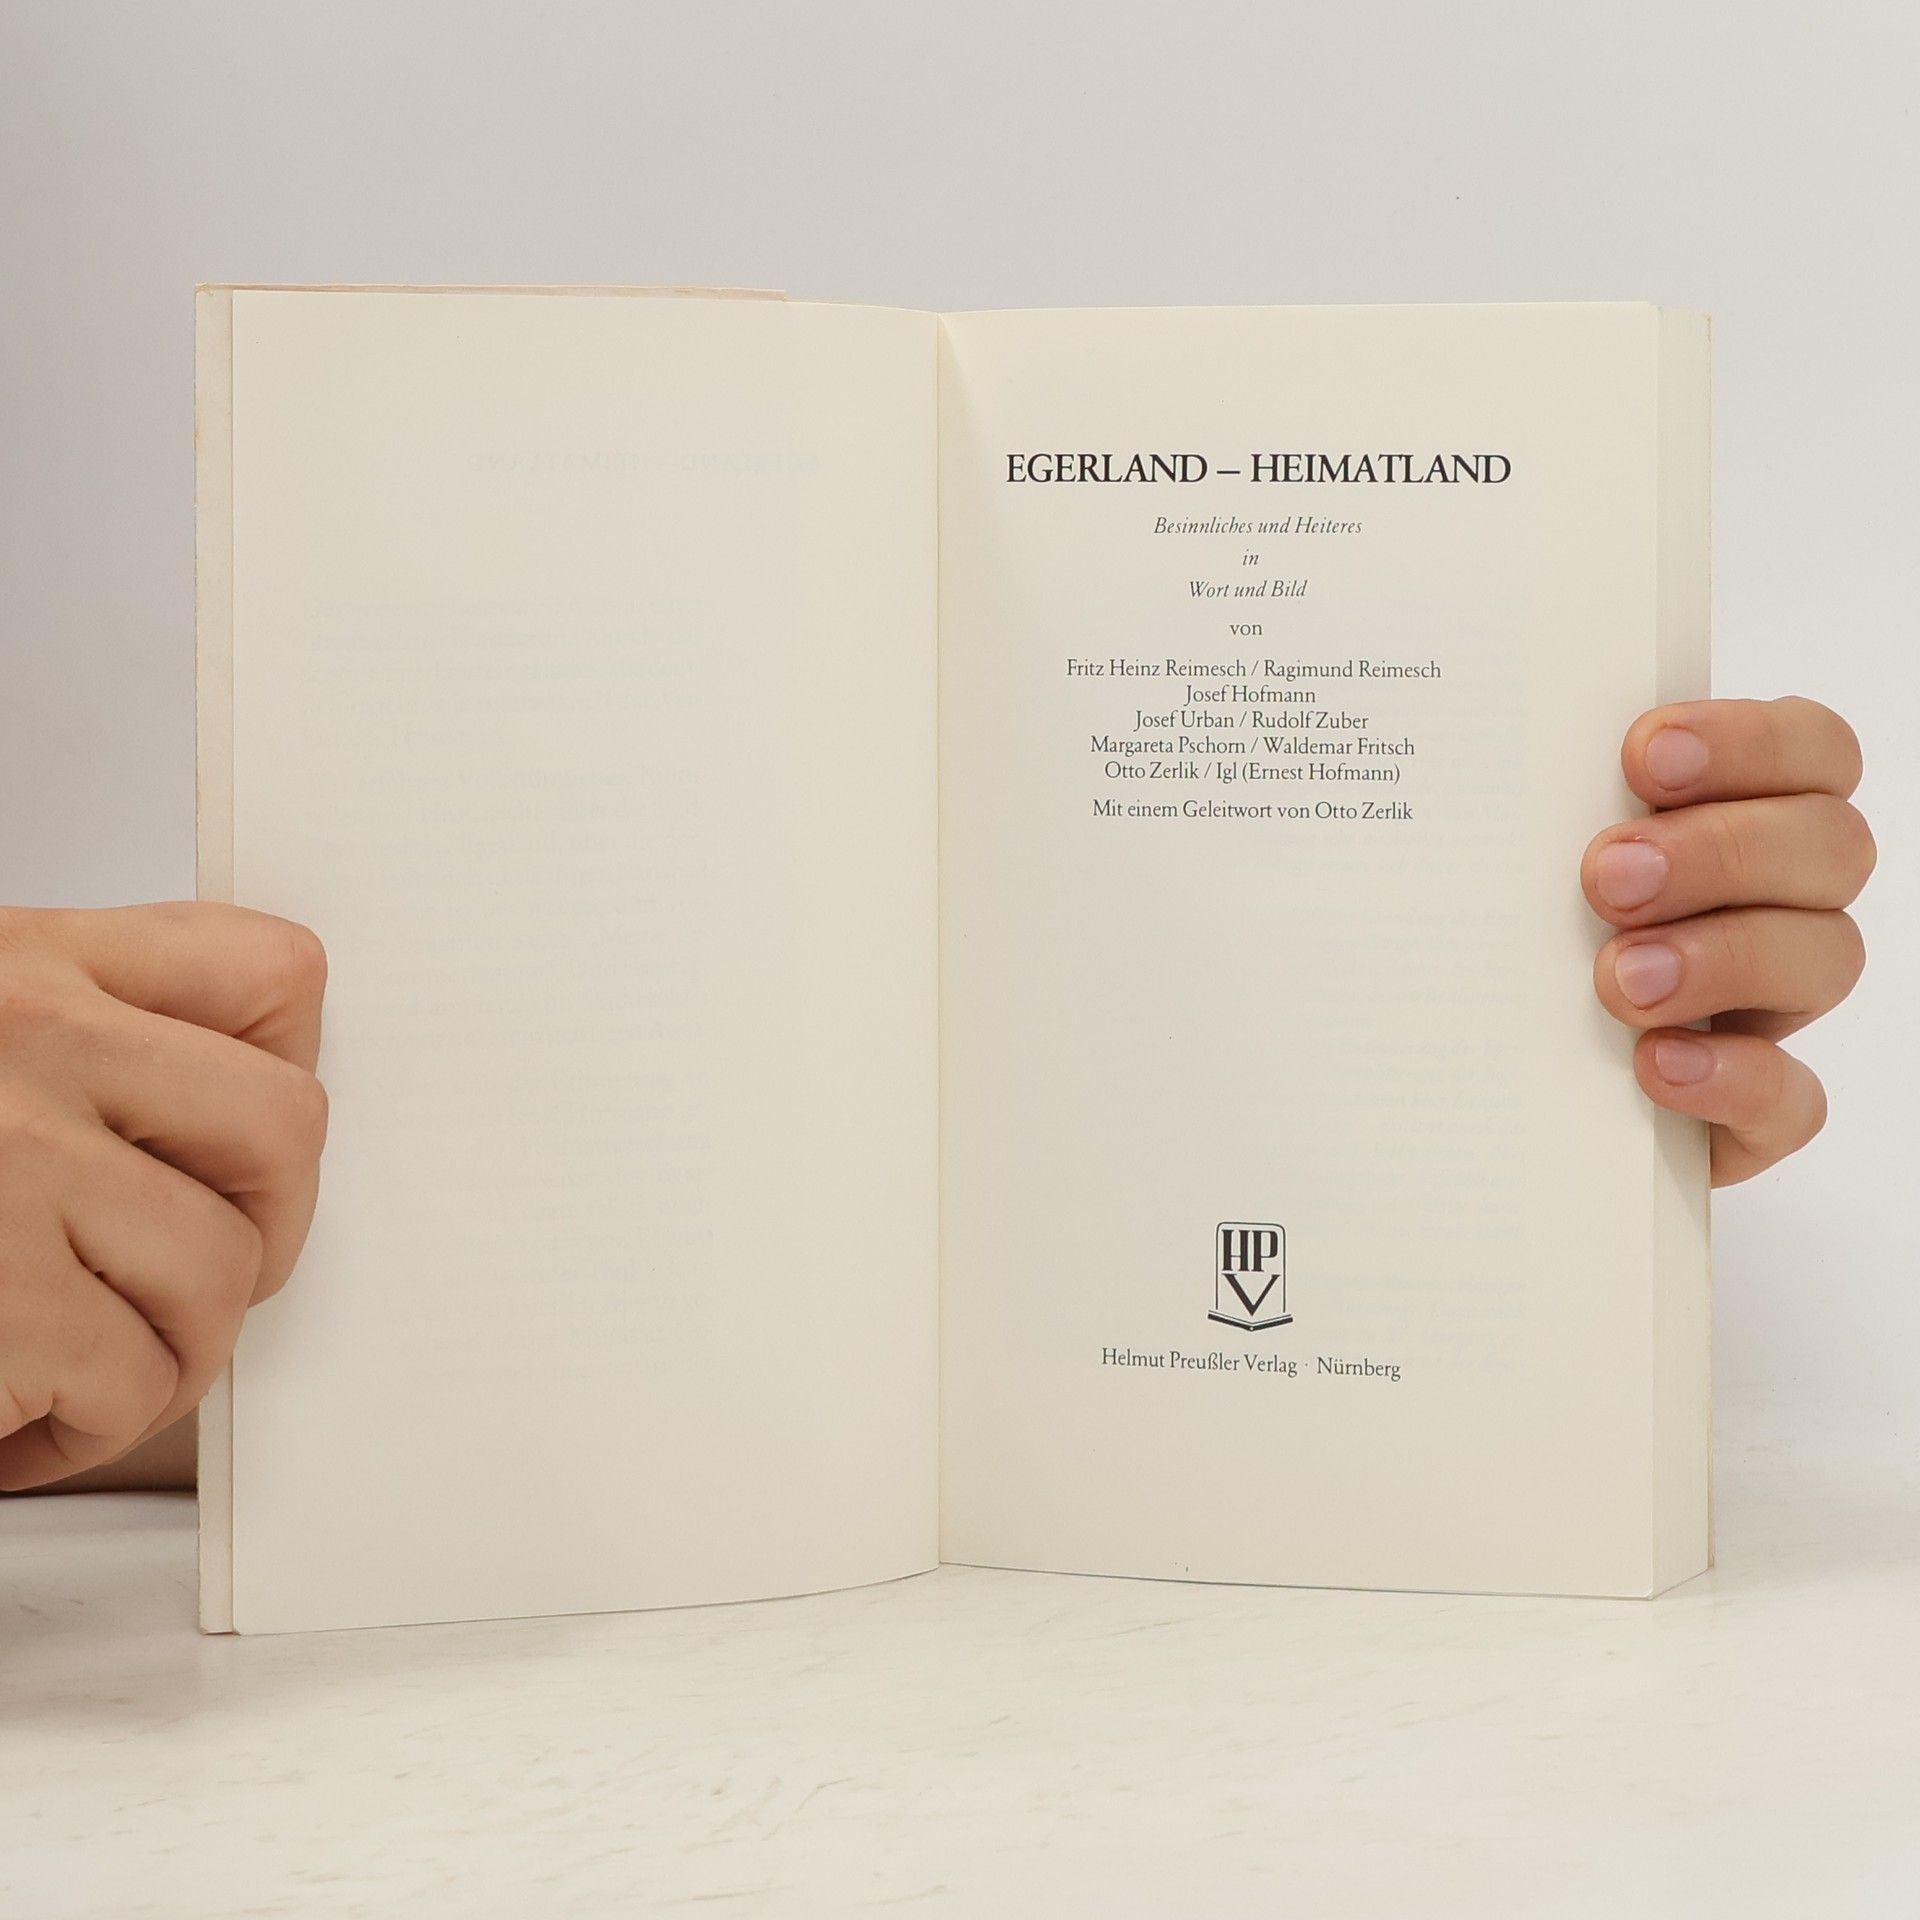 EGERLAND – HEIMATLAND
Besinnliches und Heiteres
in
Wort und Bild
von
Fritz Heinz Reimesch / Ragimund Reimesch
Josef Hofmann
Josef Urban / Rudolf Zuber
Margareta Pschorn / Waldemar Fritsch
Otto Zerlik / Igl (Ernest Hofmann)
Mit einem Geleitwort von Otto Zerlik
HP
V
Helmut Preußler Verlag · Nürnberg